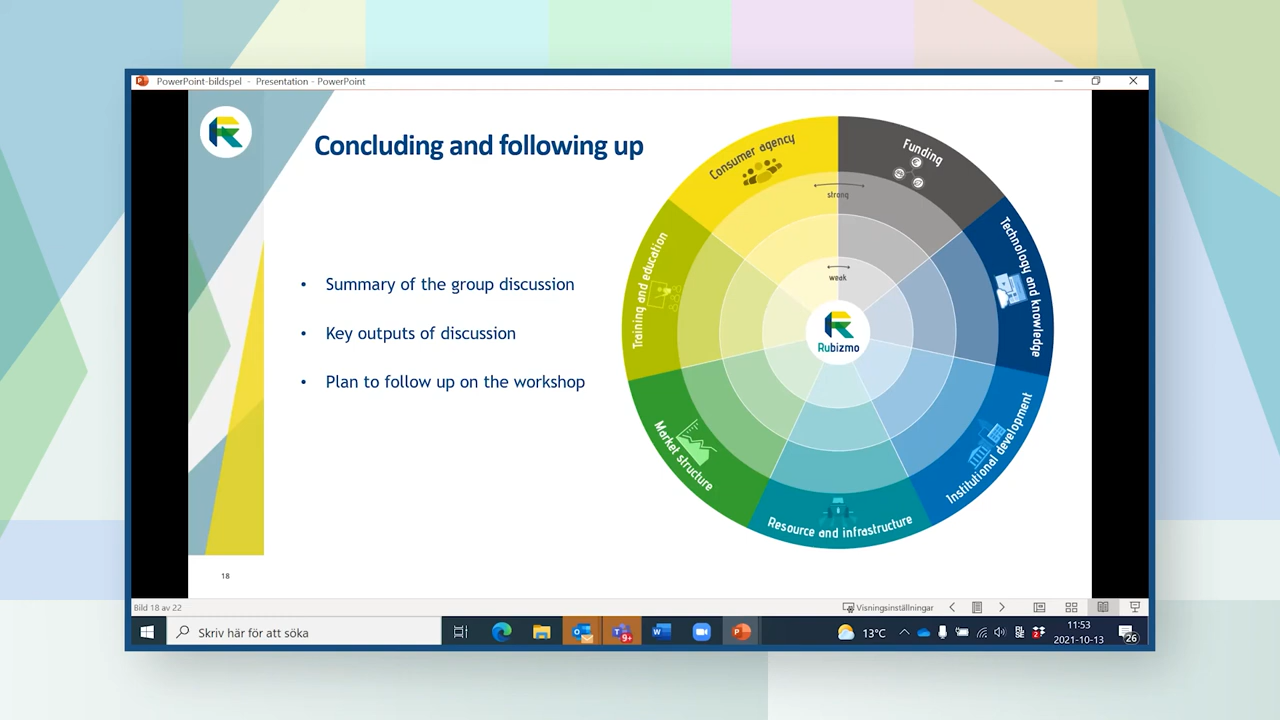 PowerPoint-bildspel - Presentation - PowerPoint
Concluding and following up
• Summary of the group discussion
• Key outputs of discussion
• Plan to follow up on the workshop
Consumer agency
Funding
Technology and knowledge
Institutional development
Resource and infrastructure
Market structure
Training and education
strong
weak
Rubizmo
18
Bild 18 av 22
Visningsinställningar
Skriv här för att söka
9+
13°C
11:53
2021-10-13
26